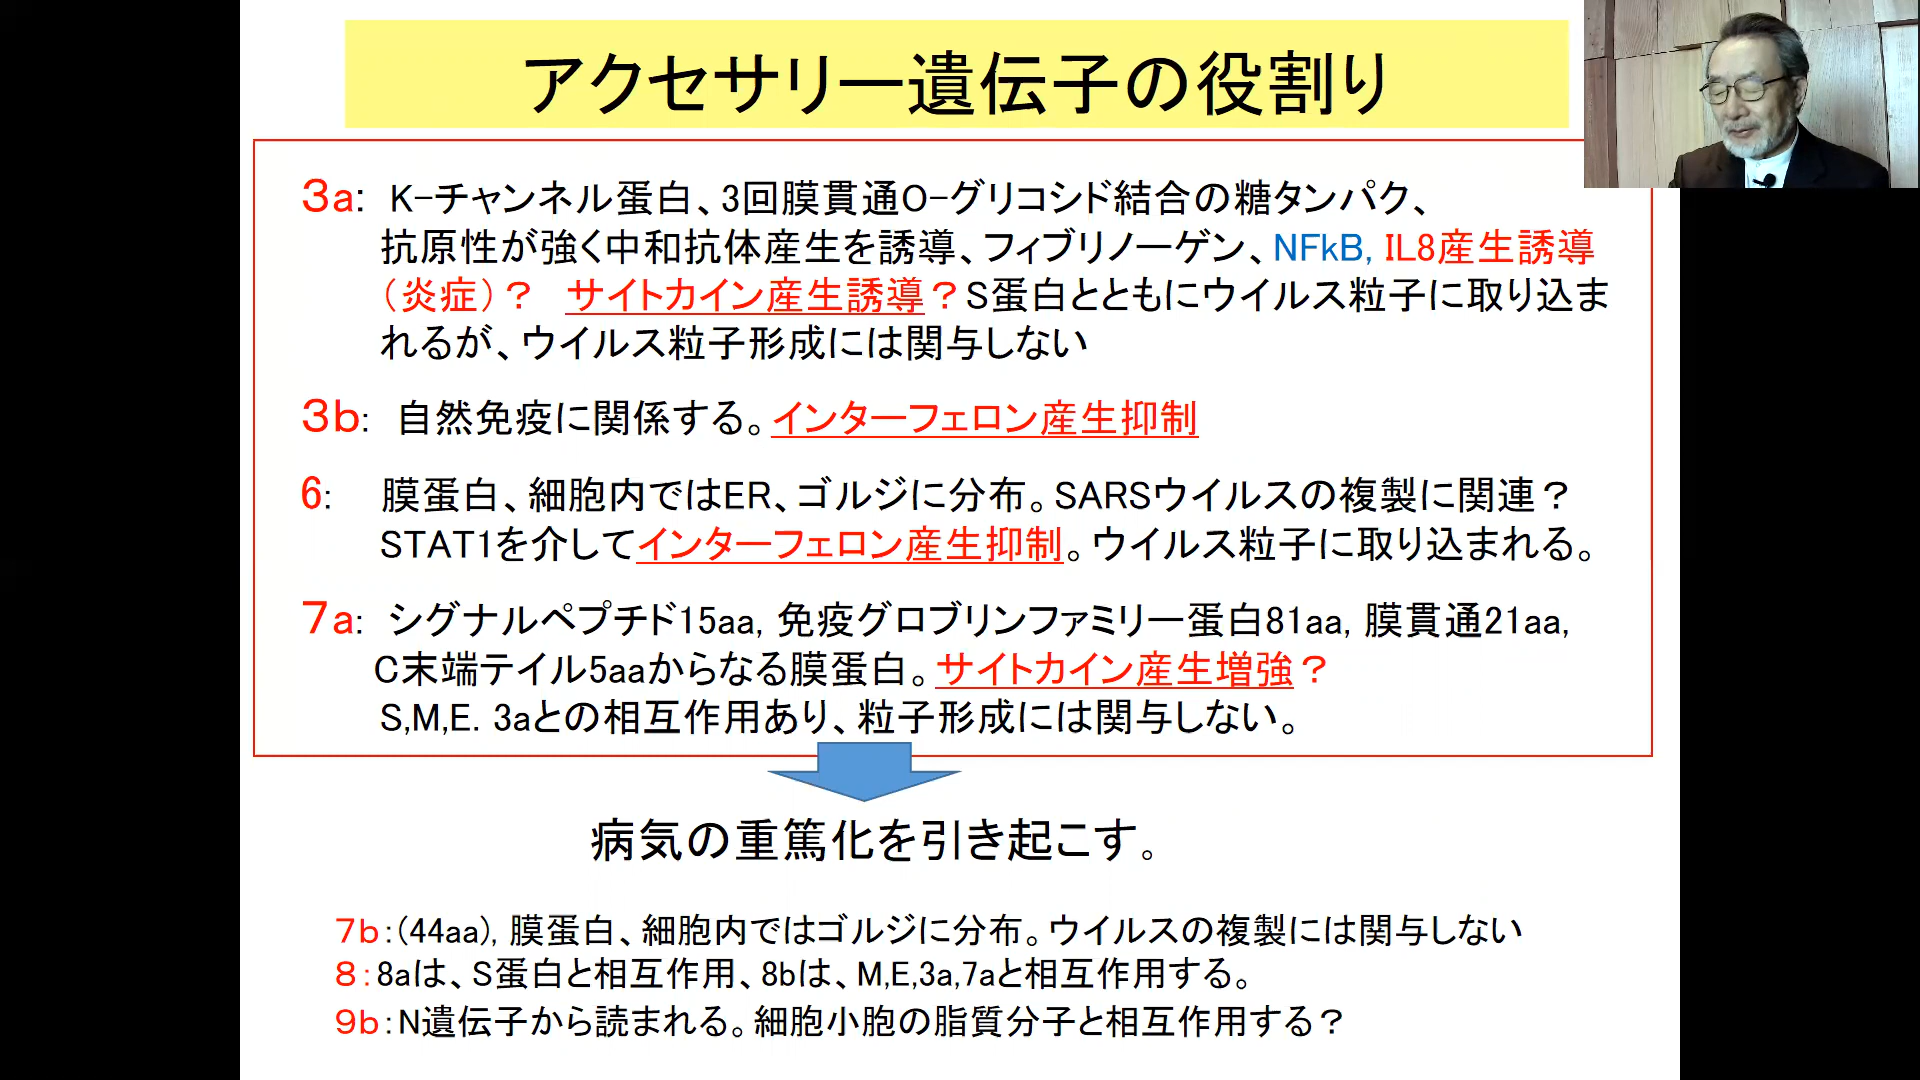 アクセサリー遺伝子の役割り
3a: K-チャンネル蛋白、3回膜貫通O-グリコシド結合の糖タンパク、
抗原性が強く中和抗体産生を誘導、フィブリノーゲン、NFkB, IL8産生誘導
（炎症）？　サイトカイン産生誘導？S蛋白とともにウイルス粒子に取り込ま
れるが、ウイルス粒子形成には関与しない
3b: 自然免疫に関係する。インターフェロン産生抑制
6: 膜蛋白、細胞内ではER、ゴルジに分布。SARSウイルスの複製に関連？
STAT1を介してインターフェロン産生抑制。ウイルス粒子に取り込まれる。
7a: シグナルペプチド15aa, 免疫グロブリンファミリー蛋白81aa, 膜貫通21aa,
C末端テイル5aaからなる膜蛋白。サイトカイン産生増強？
S,M,E. 3aとの相互作用あり、粒子形成には関与しない。
病気の重篤化を引き起こす。
7b:(44aa), 膜蛋白、細胞内ではゴルジに分布。ウイルスの複製には関与しない
8:8aは、S蛋白と相互作用、8bは、M,E,3a,7aと相互作用する。
9b:N遺伝子から読まれる。細胞小胞の脂質分子と相互作用する？